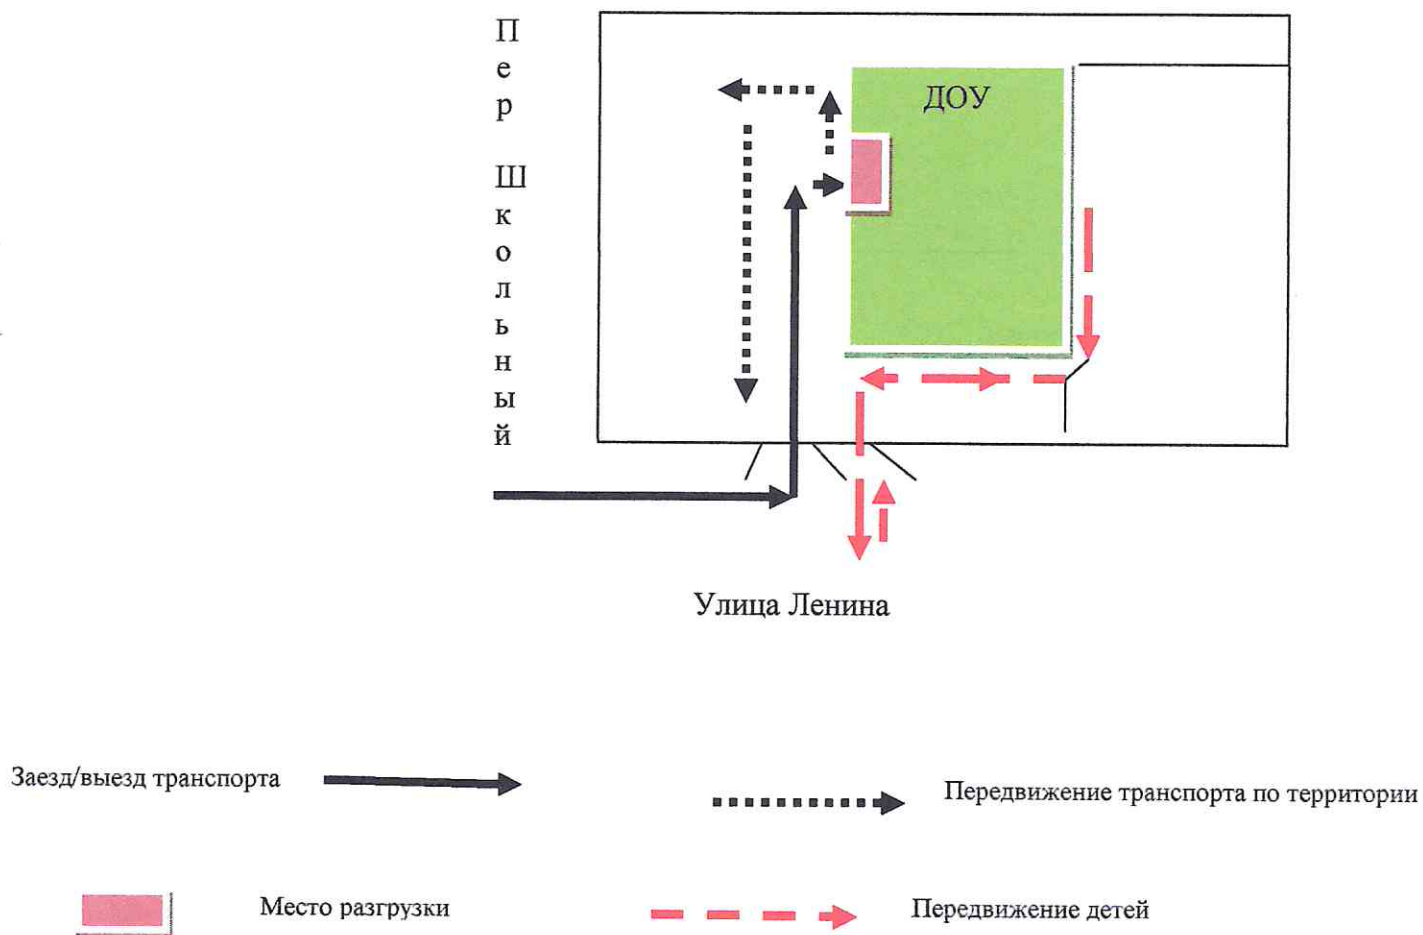 Пер Школьный
ДОУ
Улица Ленина
Заезд/выезд транспорта
Передвижение транспорта по территории
Место разгрузки
Передвижение детей